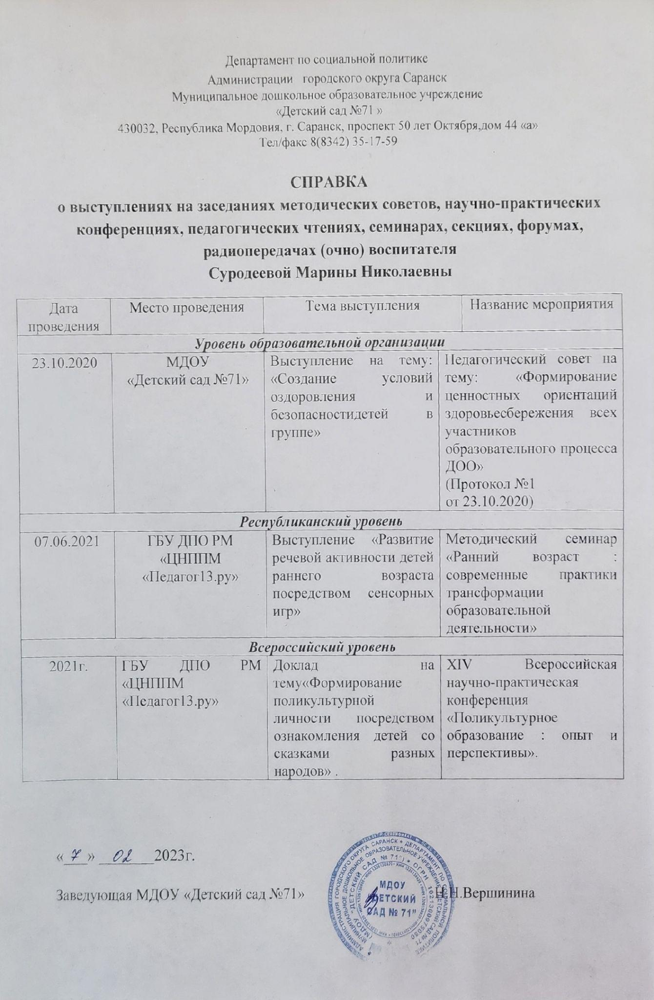 Департамент по социальной политике
Администрации городского округа Саранск
Муниципальное дошкольное образовательное учреждение
«Детский сад №71 »
430032, Республика Мордовия, г. Саранск, проспект 50 лет Октября,дом 44 «а»
Тел/факс 8(8342) 35-17-59
СПРАВКА
о выступлениях на заседаниях методических советов, научно-практических
конференциях, педагогических чтениях, семинарах, секциях, форумах,
радиопередачах (очно) воспитателя
Суродеевой Марины Николаевны
Дата
проведения
Место проведения
Тема выступления
Название мероприятия
Уровень образовательной организации
23.10.2020
МДОУ
«Детский сад №71»
Выступление на тему:
«Создание условий
оздоровления и
безопасностидетей в
группе»
Педагогический совет на
тему: «Формирование
ценностных ориентаций
здоровьесбережения всех
участников
образовательного процесса
ДОО»
(Протокол №1
от 23.10.2020)
Республиканский уровень
07.06.2021
ГБУ ДПО РМ
«ЦНППМ
«Педагог13.ру»
Выступление «Развитие
речевой активности детей
раннего возраста
посредством сенсорных
игр»
Методический семинар
«Ранний возраст :
современные практики
трансформации
образовательной
деятельности»
Всероссийский уровень
2021г.
ГБУ ДПО РМ
«ЦНППМ
«Педагог13.ру»
Доклад на
тему«Формирование
поликультурной
личности посредством
ознакомления детей со
сказками разных
народов» .
XIV Всероссийская
научно-практическая
конференция
«Поликультурное
образование : опыт и
перспективы».
«7» 02 2023г.
Заведующая МДОУ «Детский сад №71»
Вершинина
АДМИНИСТРАЦИЯ ГОРОДСКОГО ОКРУГА САРАНСК * ДЕПАРТАМЕНТ ПО СОЦИАЛЬНОЙ ПОЛИТИКЕ
МУНИЦИПАЛЬНОЕ ДОШКОЛЬНОЕ ОБРАЗОВАТЕЛЬНОЕ УЧРЕЖДЕНИЕ "ДЕТСКИЙ САД № 71
(МДОУ "ДЕТСКИЙ САД № 71") * ОГРН 1021300975080
МДОУ
"ДЕТСКИЙ
САД № 71"